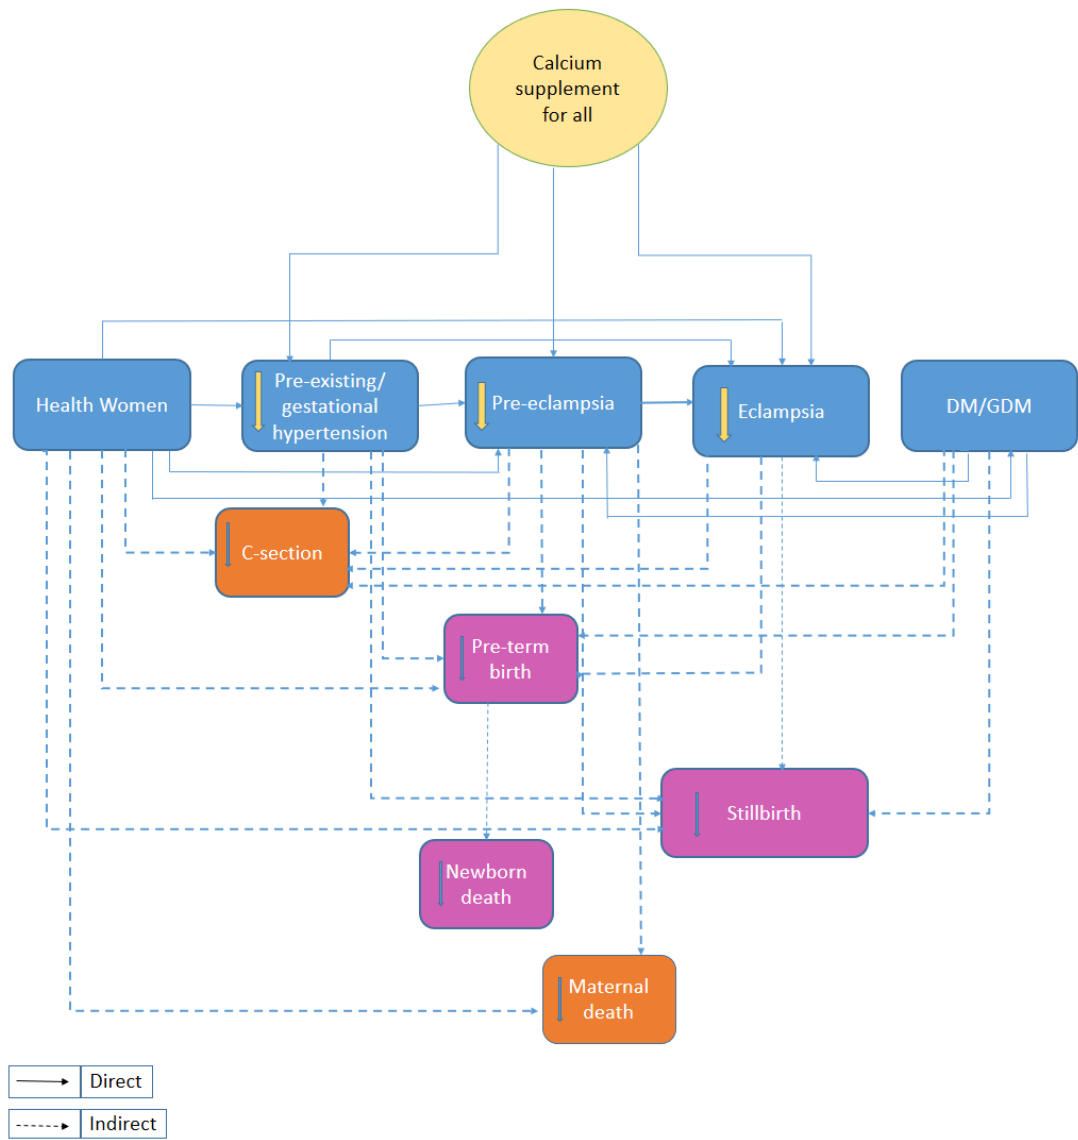 Calcium
supplement
for all
Health Women
Pre-existing/
gestational
hypertension
Pre-eclampsia
Eclampsia
DM/GDM
C-section
Pre-term
birth
Stillbirth
Newborn
death
Maternal
death
Direct
Indirect